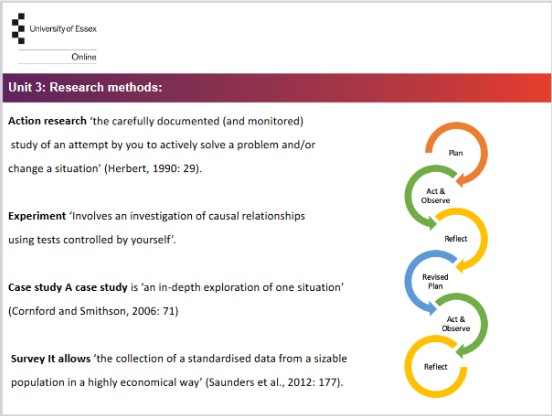 University of Essex
Online
Unit 3: Research methods:
Action research ‘the carefully documented (and monitored)
study of an attempt by you to actively solve a problem and/or
change a situation’ (Herbert, 1990: 29).
Experiment ‘Involves an investigation of causal relationships
using tests controlled by yourself’.
Case study A case study is ‘an in-depth exploration of one situation’
(Cornford and Smithson, 2006: 71)
Survey It allows ‘the collection of a standardised data from a sizable
population in a highly economical way’ (Saunders et al., 2012: 177).
Plan
Act &
Observe
Reflect
Revised
Plan
Act &
Observe
Reflect